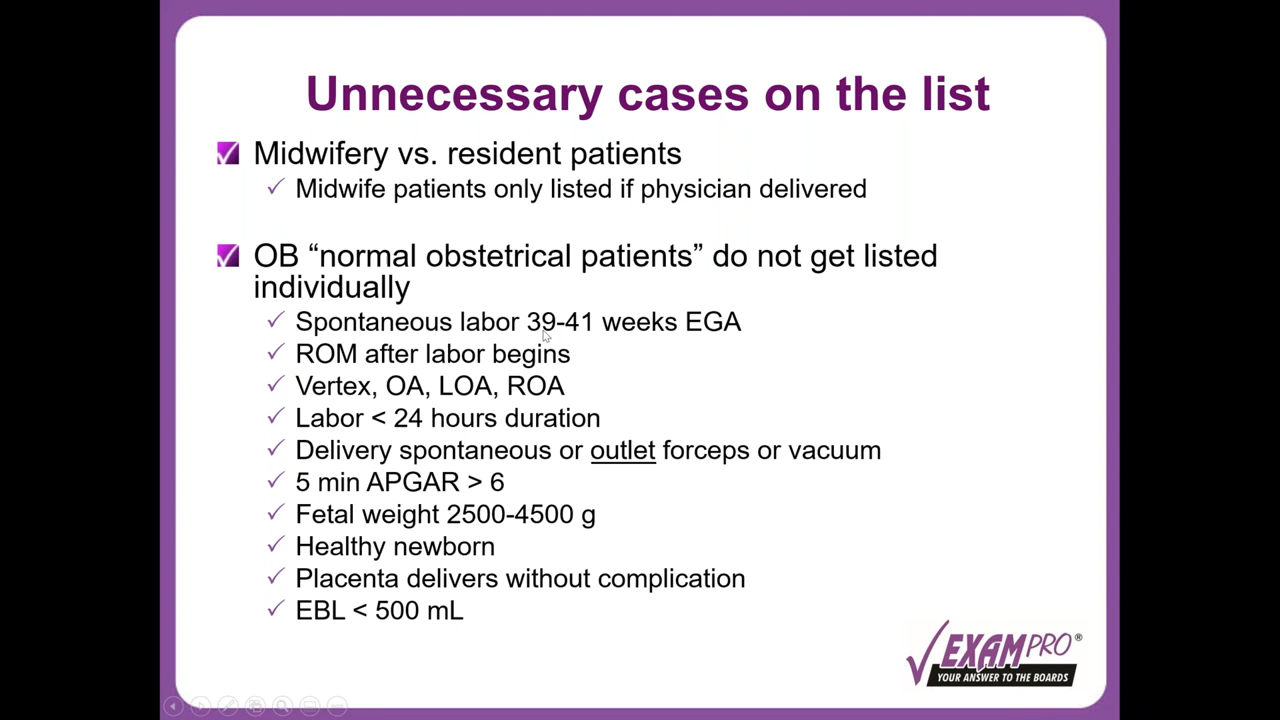 Unnecessary cases on the list
Midwifery vs. resident patients
Midwife patients only listed if physician delivered
OB “normal obstetrical patients” do not get listed
individually
Spontaneous labor 39-41 weeks EGA
ROM after labor begins
Vertex, OA, LOA, ROA
Labor < 24 hours duration
Delivery spontaneous or outlet forceps or vacuum
5 min APGAR > 6
Fetal weight 2500-4500 g
Healthy newborn
Placenta delivers without complication
EBL < 500 mL
EXAMPRO®
YOUR ANSWER TO THE BOARDS